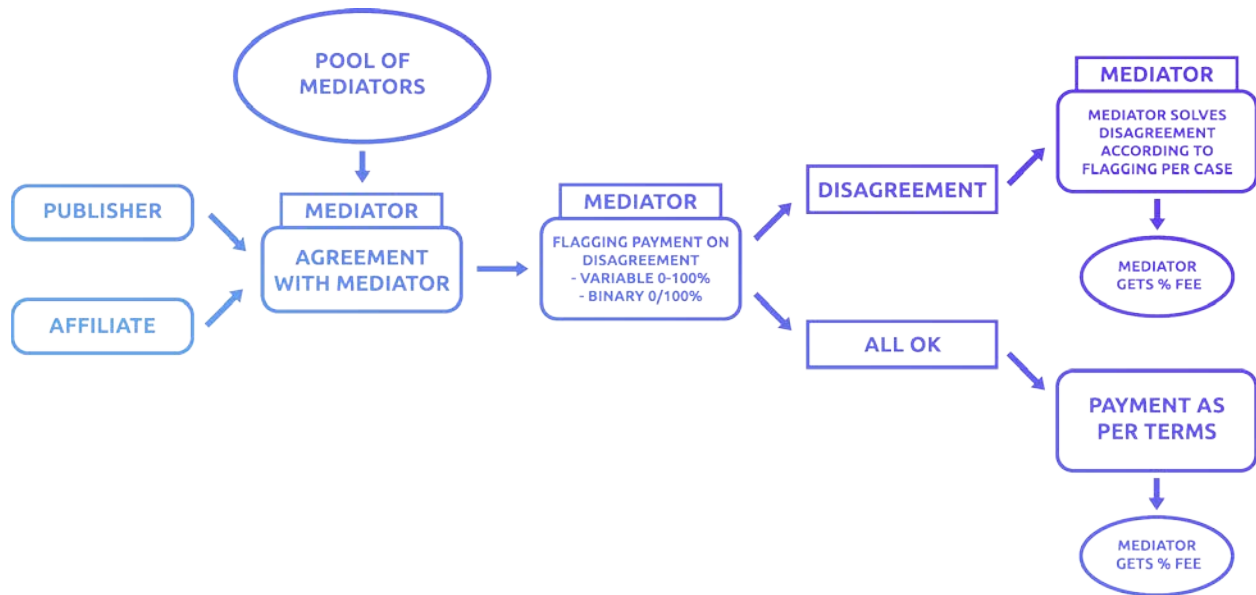 POOL OF
MEDIATORS
PUBLISHER
AFFILIATE
MEDIATOR
AGREEMENT
WITH MEDIATOR
MEDIATOR
FLAGGING PAYMENT ON
DISAGREEMENT
- VARIABLE 0-100%
- BINARY 0/100%
DISAGREEMENT
ALL OK
MEDIATOR
MEDIATOR SOLVES
DISAGREEMENT
ACCORDING TO
FLAGGING PER CASE
MEDIATOR
GETS % FEE
PAYMENT AS
PER TERMS
MEDIATOR
GETS % FEE